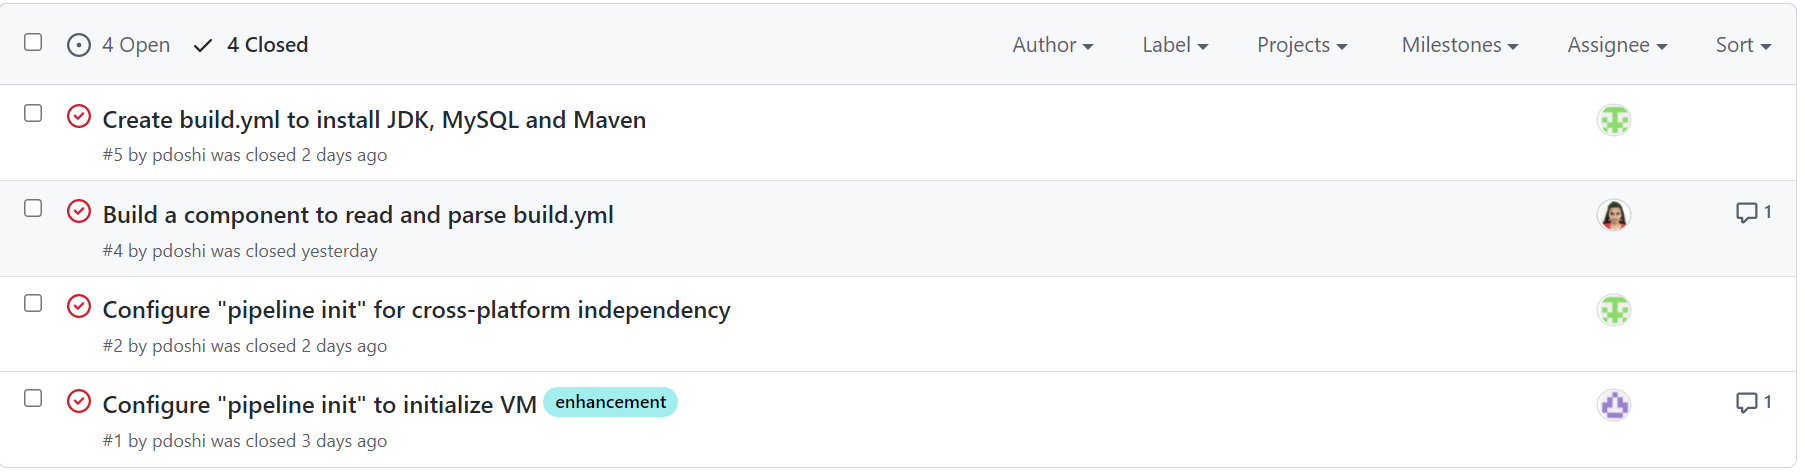 4 Open 4 Closed Author Label Projects Milestones Assignee Sort
Create build.yml to install JDK, MySQL and Maven
#5 by pdoshi was closed 2 days ago
Build a component to read and parse build.yml 1
#4 by pdoshi was closed yesterday
Configure "pipeline init" for cross-platform independency
#2 by pdoshi was closed 2 days ago
Configure "pipeline init" to initialize VM enhancement 1
#1 by pdoshi was closed 3 days ago